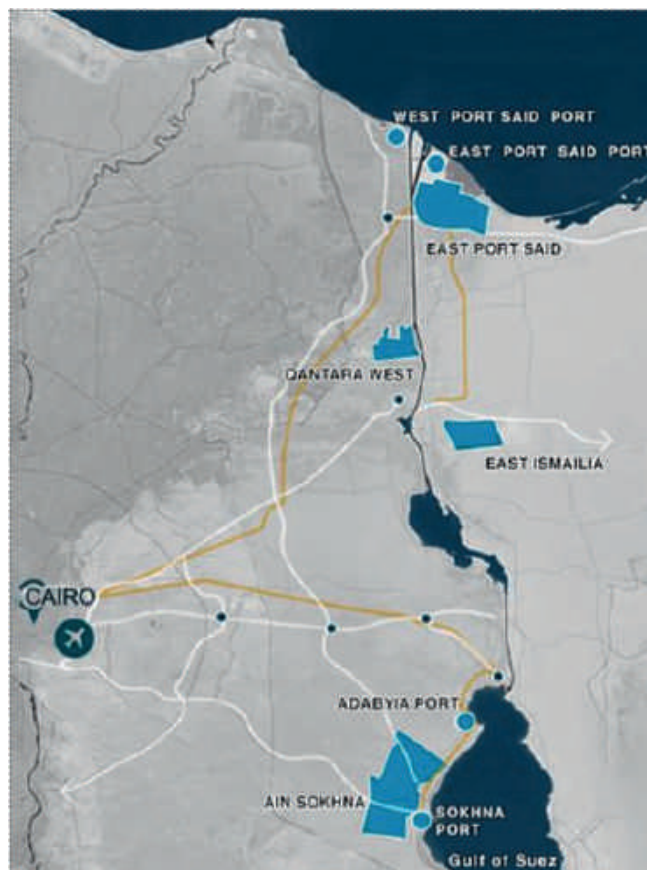 WEST PORT SAID PORT
EAST PORT SAID PORT
EAST PORT SAID
QANTARA WEST
EAST ISMAILIA
CAIRO
ADABYIA PORT
AIN SOKHNA
SOKHNA
PORT
Gulf of Suez